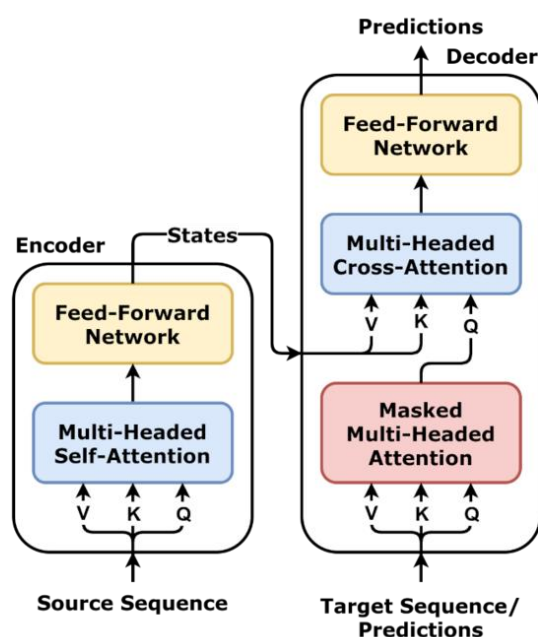 Predictions
Decoder
Feed-Forward
Network
Multi-Headed
Cross-Attention
V K Q
Masked
Multi-Headed
Attention
V K Q
Target Sequence/
Predictions
States
Encoder
Feed-Forward
Network
Multi-Headed
Self-Attention
V K Q
Source Sequence